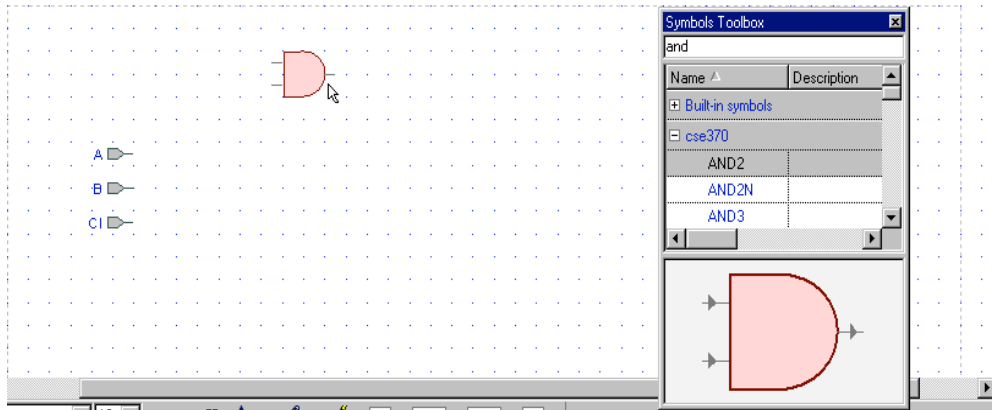 Symbols Toolbox
and
Name Description
Built-in symbols
cse370
AND2
AND2N
AND3
A
B
CI